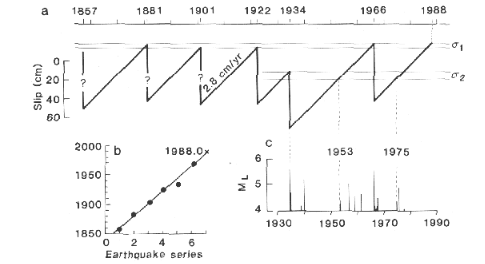 a
1857 1881 1901 1922 1934 1966 1988
σ1
σ2
Slip (cm)
0
20
40
60
?
?
?
2.8 cm/yr
b
1988.0x
2000
1950
1900
1850
0 2 4 6
Earthquake series
c
1953 1975
ML
6
5
4
1930 1950 1970 1990